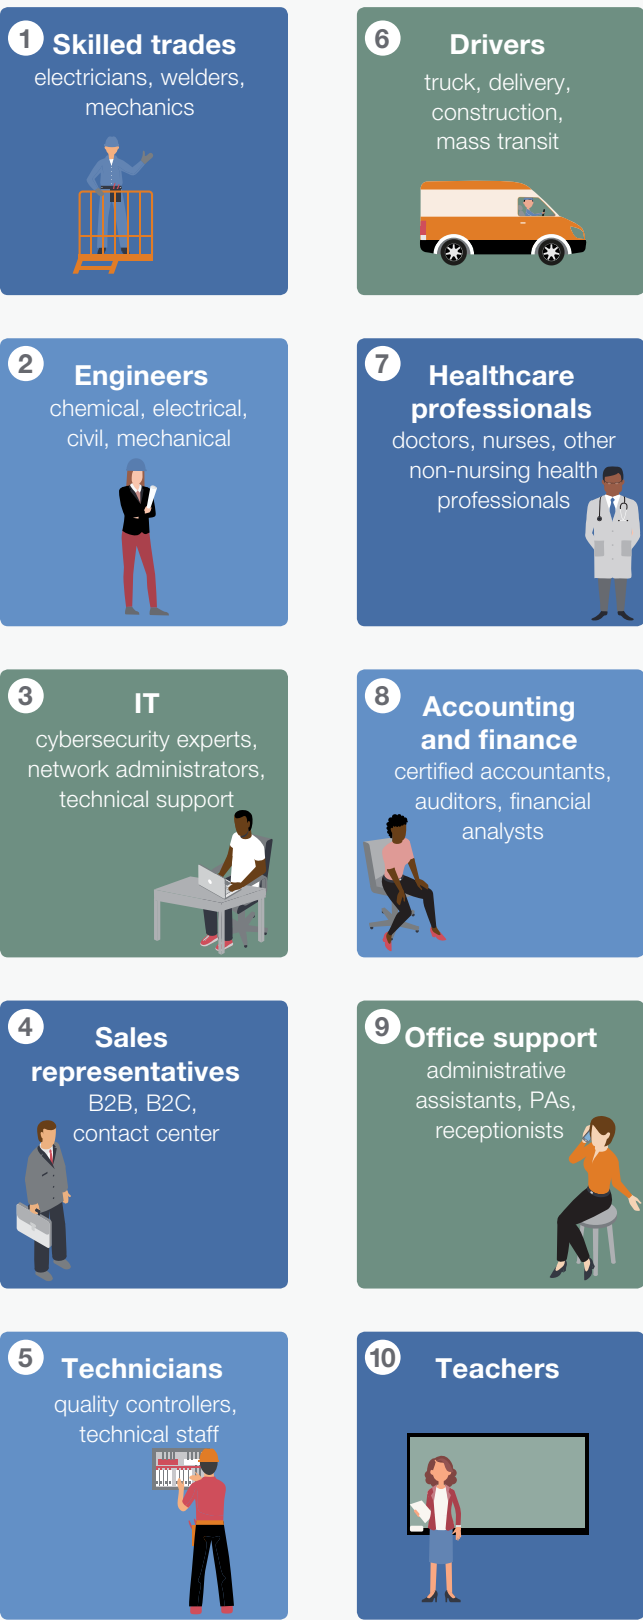 1
Skilled trades
electricians, welders,
mechanics
2
Engineers
chemical, electrical,
civil, mechanical
3
IT
cybersecurity experts,
network administrators,
technical support
4
Sales
representatives
B2B, B2C,
contact center
5
Technicians
quality controllers,
technical staff
6
Drivers
truck, delivery,
construction,
mass transit
7
Healthcare
professionals
doctors, nurses, other
non-nursing health
professionals
8
Accounting
and finance
certified accountants,
auditors, financial
analysts
9
Office support
administrative
assistants, PAs,
receptionists
10
Teachers